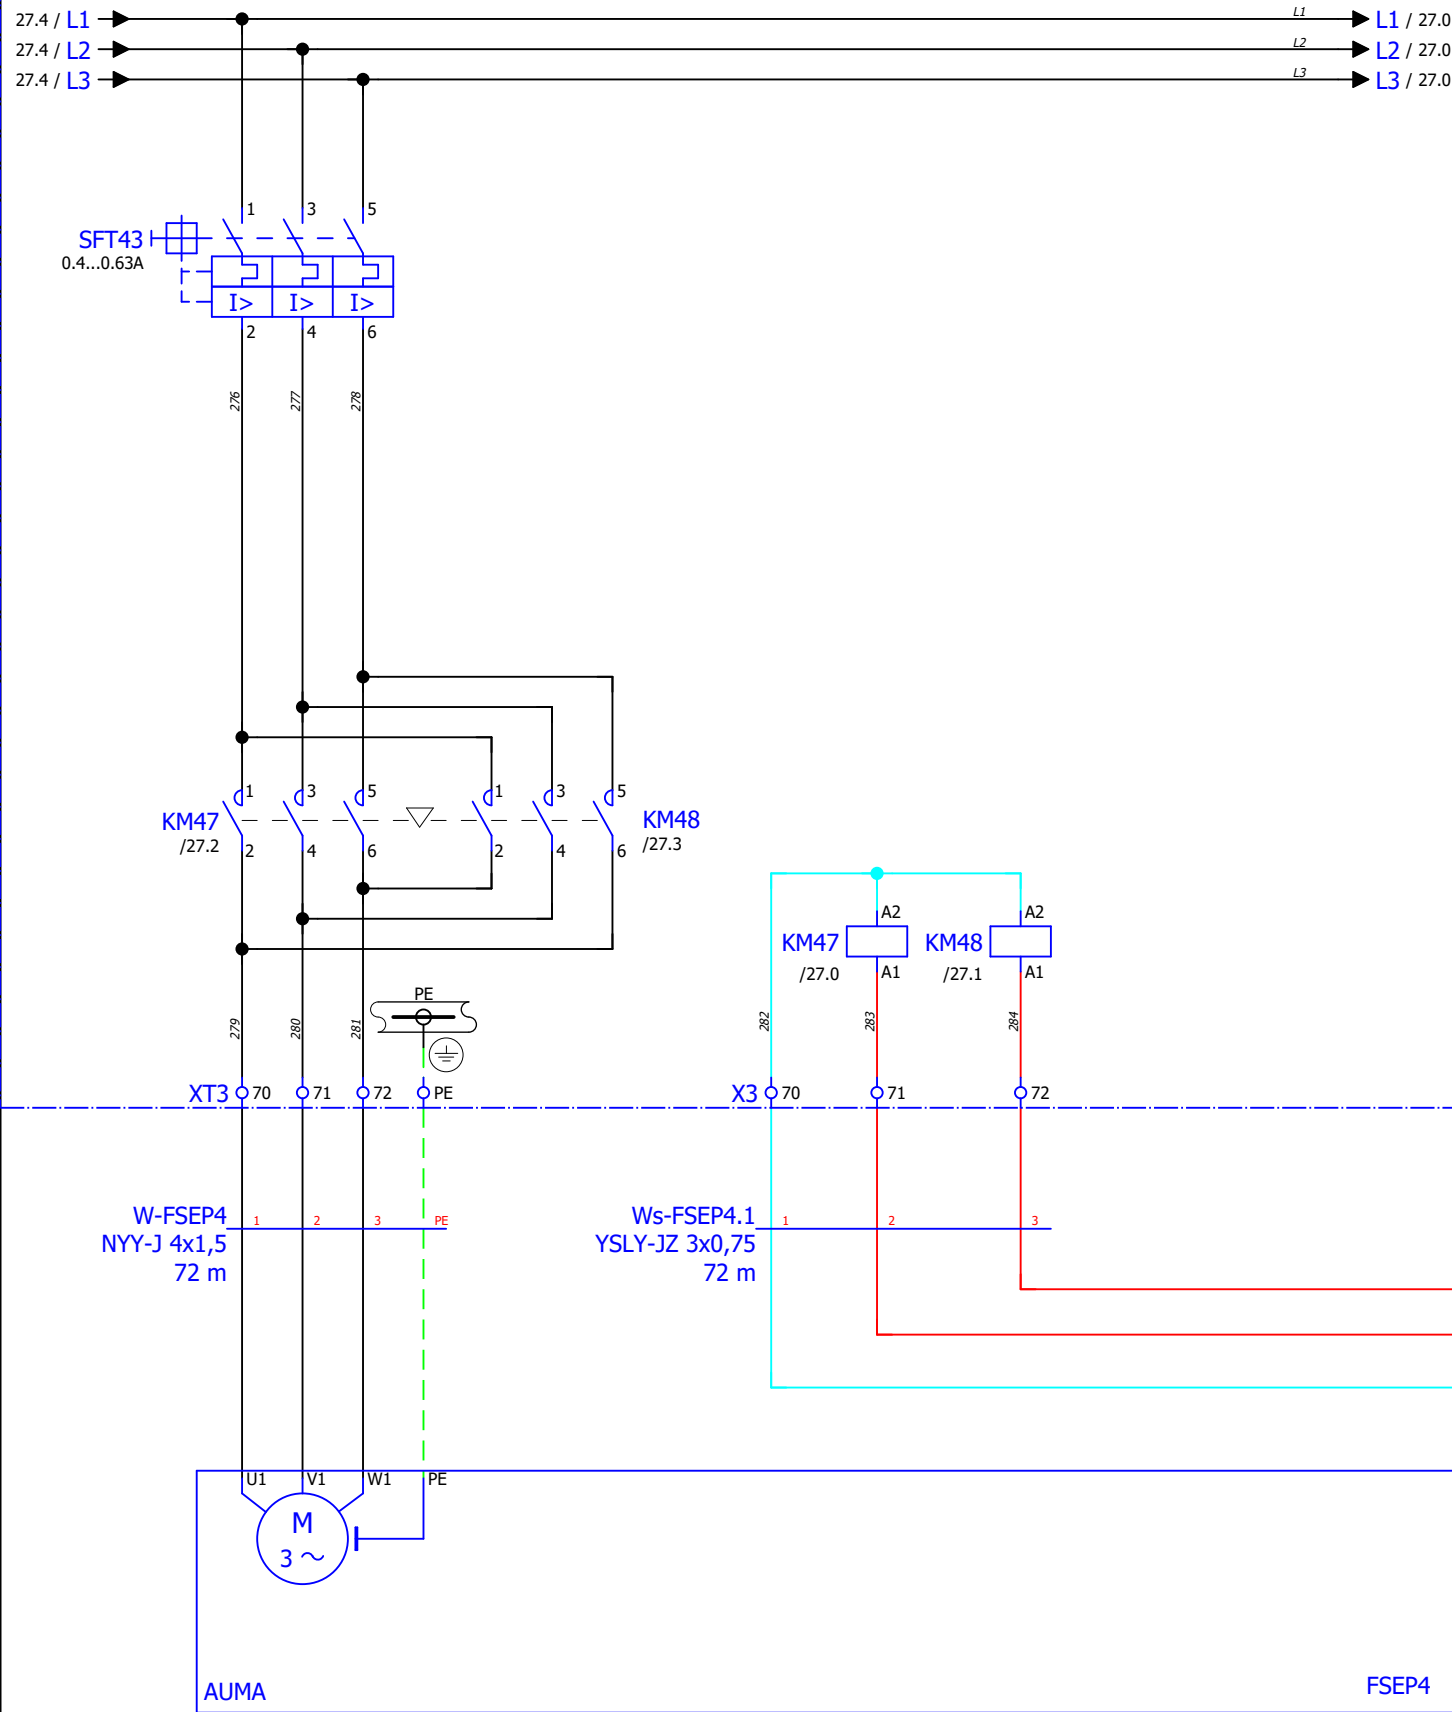 27.4 / L1 L1 L1 / 27.0
27.4 / L2 L2 L2 / 27.0
27.4 / L3 L3 L3 / 27.0
1 3 5
SFT43
0.4...0.63A
I> I> I>
2 4 6
276 277 278
1 3 5 1 3 5
KM47 KM48
/27.2 /27.3
2 4 6 2 4 6
A2 A2
KM47 KM48
/27.0 A1 /27.1 A1
PE
279 280 281 282 283 284
XT3 70 71 72 PE X3 70 71 72
W-FSEP4 1 2 3 PE Ws-FSEP4.1 1 2 3
NYY-J 4x1,5 YSLY-JZ 3x0,75
72 m 72 m
U1 V1 W1 PE
M
3 ~
AUMA FSEP4